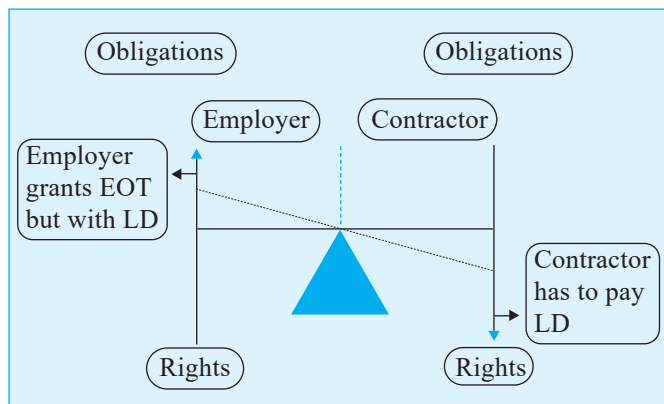 Obligations
Obligations
Employer
Contractor
Employer
grants EOT
but with LD
Contractor
has to pay
LD
Rights
Rights